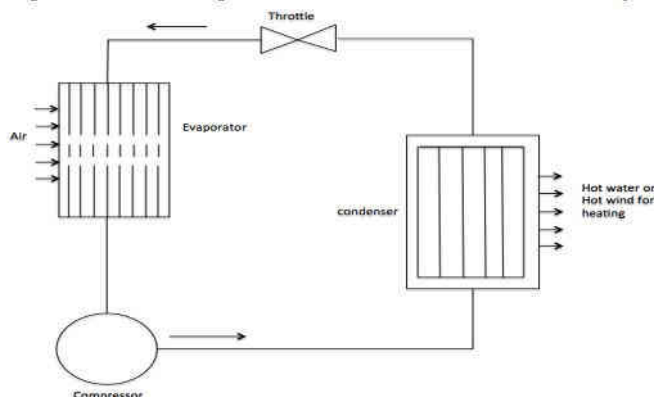 Throttle
Air
Evaporator
condenser
Hot water or
Hot wind for
heating
Compressor